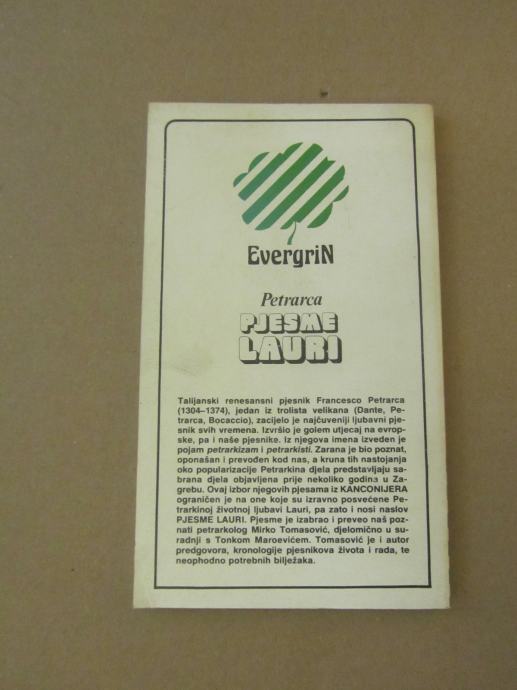 EvergriN
Petrarca
PJESME
LAURI
Talijanski renesansni pjesnik Francesco Petrarca
(1304–1374), jedan iz trolista velikana (Dante, Pe-
trarca, Bocaccio), zacijelo je najčuveniji ljubavni pje-
snik svih vremena. Izvršio je golem utjecaj na evrop-
ske, pa i naše pjesnike. Iz njegova imena izveden je
pojam petrarkizam i petrarkisti. Zarana je bio poznat,
oponašan i prevođen kod nas, a kruna tih nastojanja
oko popularizacije Petrarkina djela predstavljaju sa-
brana djela objavljena prije nekoliko godina u Za-
grebu. Ovaj izbor njegovih pjesama iz KANCONIJERA
ograničen je na one koje su izravno posvećene Pe-
trarkinoj životnoj ljubavi Lauri, pa zato i nosi naslov
PJESME LAURI. Pjesme je izabrao i preveo naš poz-
nati petrarkolog Mirko Tomasović, djelomično u su-
radnji s Tonkom Maroevićem. Tomasović je i autor
predgovora, kronologije pjesnikova života i rada, te
neophodno potrebnih bilježaka.